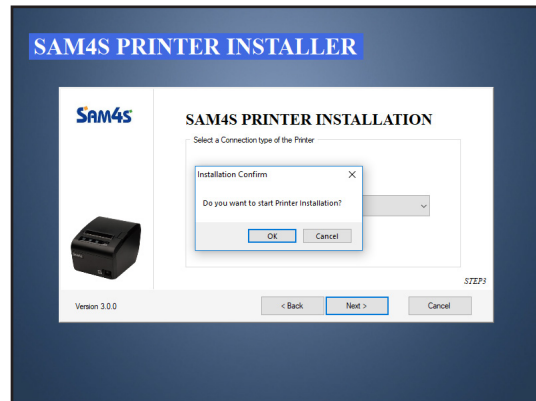 SAM4S PRINTER INSTALLER
SAM4S
SAM4S PRINTER INSTALLATION
Select a Connection type of the Printer
Installation Confirm
Do you want to start Printer Installation?
OK
Cancel
STEP3
Version 3.0.0
< Back
Next >
Cancel